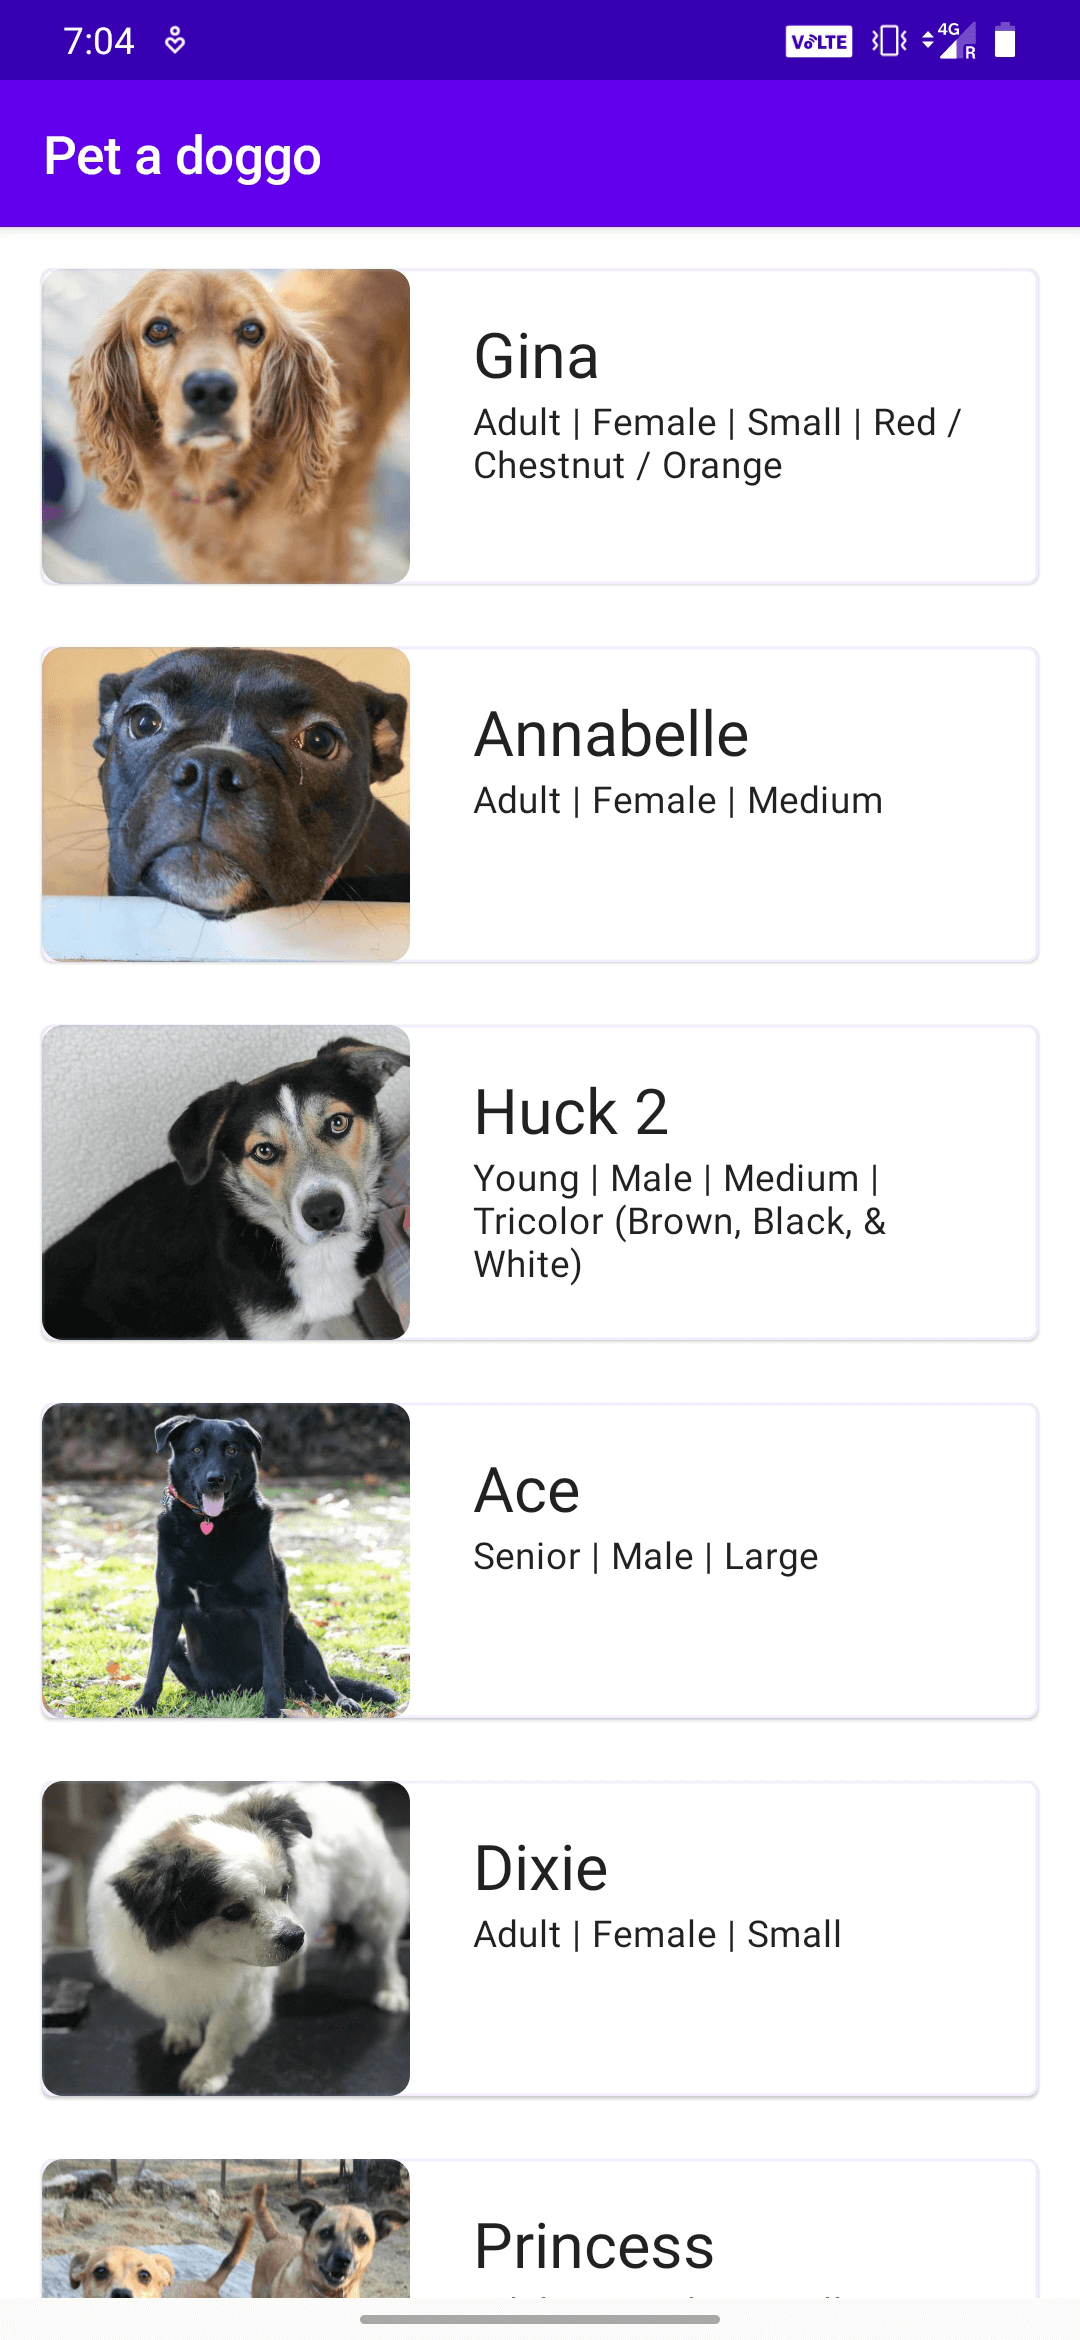 7:04
VoLTE
4G
R
Pet a doggo
Gina
Adult | Female | Small | Red /
Chestnut / Orange
Annabelle
Adult | Female | Medium
Huck 2
Young | Male | Medium |
Tricolor (Brown, Black, &
White)
Ace
Senior | Male | Large
Dixie
Adult | Female | Small
Princess